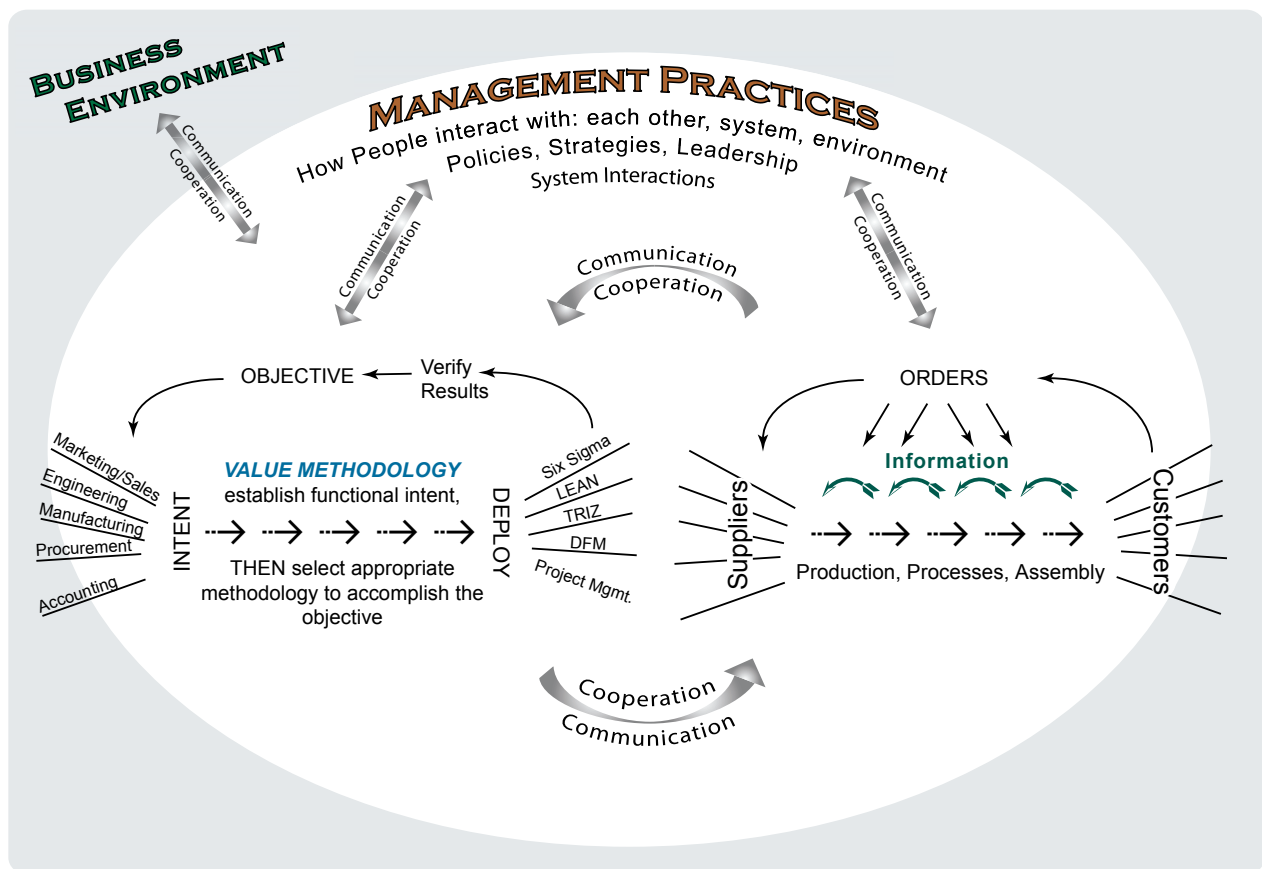 BUSINESS
ENVIRONMENT
MANAGEMENT PRACTICES
How People interact with: each other, system, environment
Policies, Strategies, Leadership
System Interactions
Communication
Cooperation
Communication
Cooperation
Communication
Cooperation
Communication
Cooperation
OBJECTIVE
Verify
Results
Marketing/Sales
Engineering
Manufacturing
Procurement
Accounting
INTENT
VALUE METHODOLOGY
establish functional intent,
THEN select appropriate
methodology to accomplish the
objective
DEPLOY
Six Sigma
LEAN
TRIZ
DFM
Project Mgmt.
ORDERS
Information
Suppliers
Production, Processes, Assembly
Customers
Cooperation
Communication